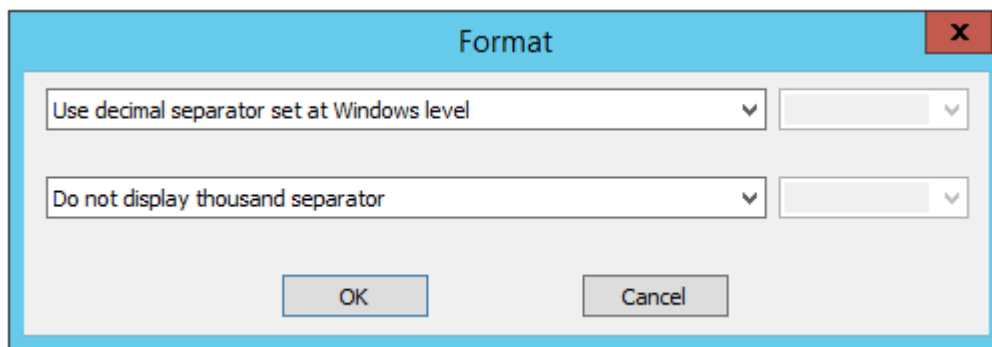 Format
x
Use decimal separator set at Windows level
Do not display thousand separator
OK
Cancel